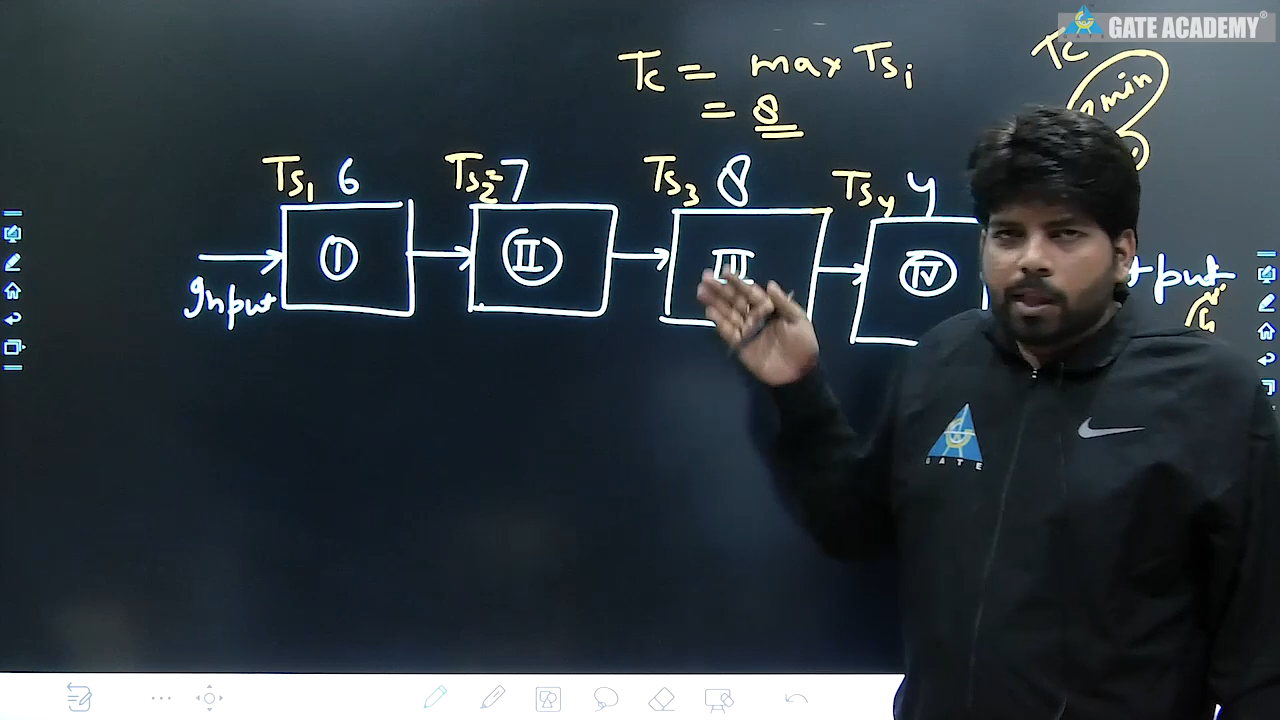 GATE ACADEMY®
Tc = max Tsi
= 8
Tc
min
Ts1 6
Ts2 = 7
Ts3 8
Ts4 4
I
II
III
IV
Input
tput
GATE